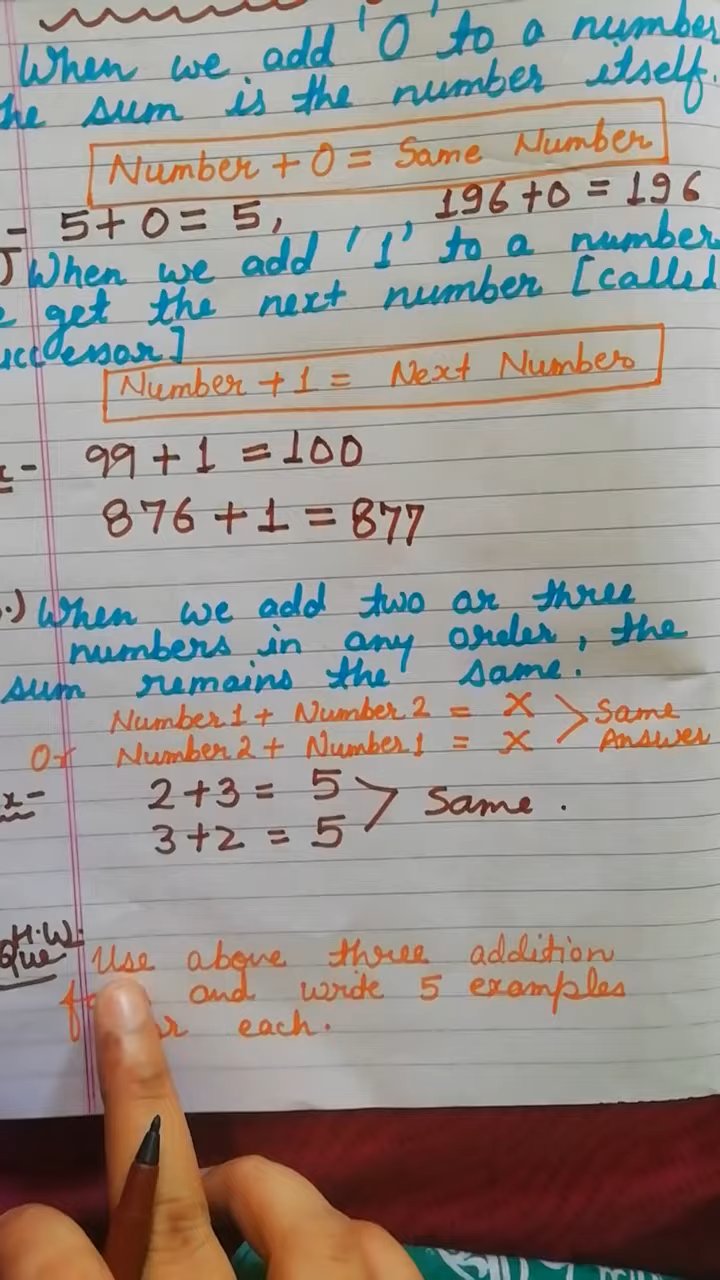 When we add '0' to a number
the sum is the number itself.
Number + 0 = Same Number
- 5+0 = 5, 196+0 = 196
) When we add '1' to a number
get the next number [called
uccessor]
Number + 1 = Next Number
x- 99 + 1 = 100
876 + 1 = 877
.) When we add two or three
numbers in any order, the
sum remains the same.
Number 1 + Number 2 = X > Same
Or Number 2 + Number 1 = X Answer
x- 2+3 = 5 > Same.
3+2 = 5
H.W.
Que Use above three addition
and write 5 examples
each.